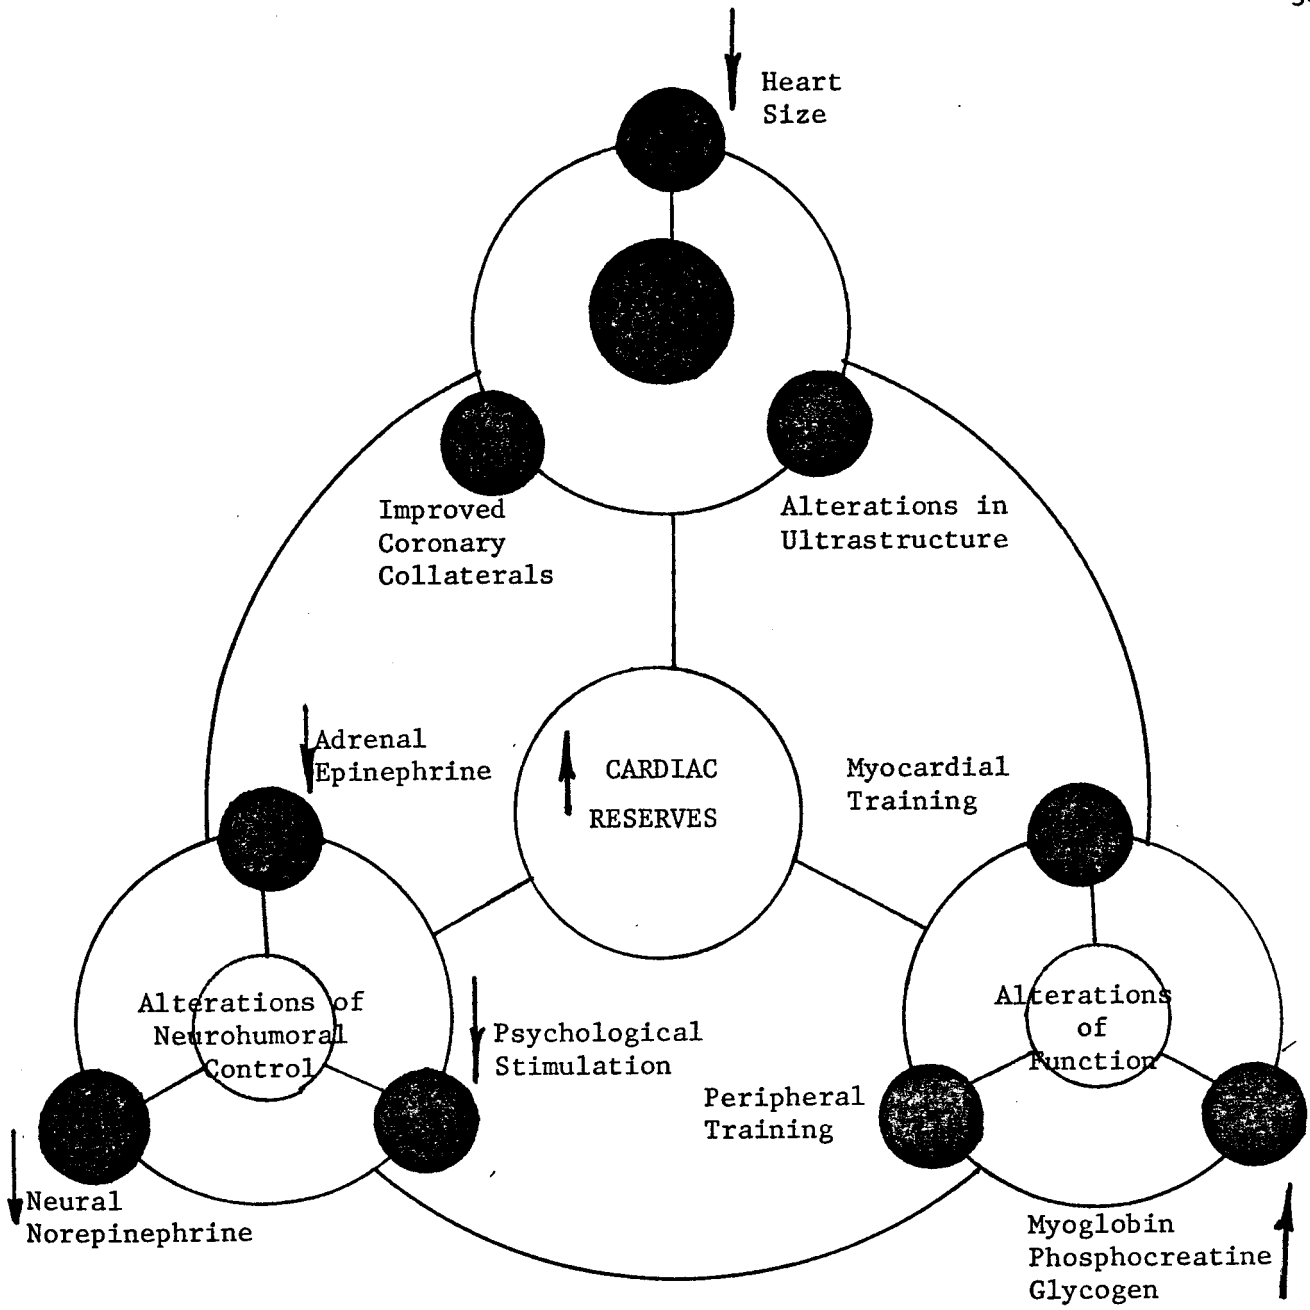 Heart
Size
Improved
Coronary
Collaterals
Alterations in
Ultrastructure
Adrenal
Epinephrine
CARDIAC
RESERVES
Myocardial
Training
Alterations of
Neurohumoral
Control
Psychological
Stimulation
Alterations
of
Function
Peripheral
Training
Neural
Norepinephrine
Myoglobin
Phosphocreatine
Glycogen